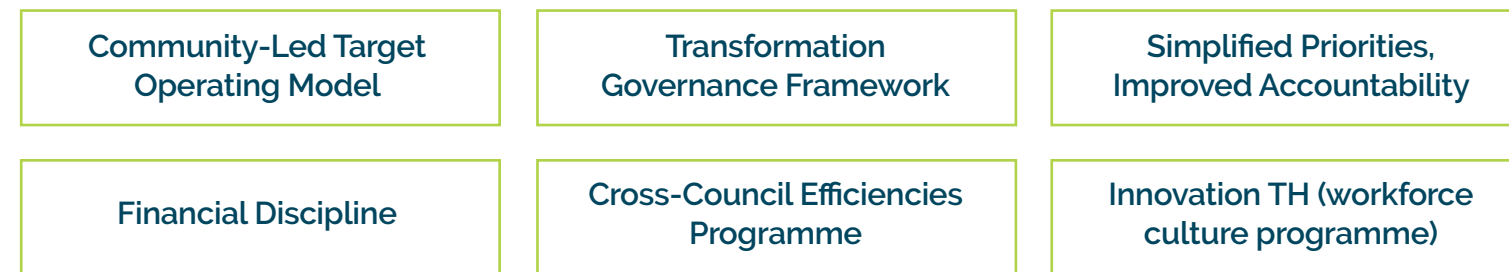 Community-Led Target
Operating Model
Transformation
Governance Framework
Simplified Priorities,
Improved Accountability
Financial Discipline
Cross-Council Efficiencies
Programme
Innovation TH (workforce
culture programme)